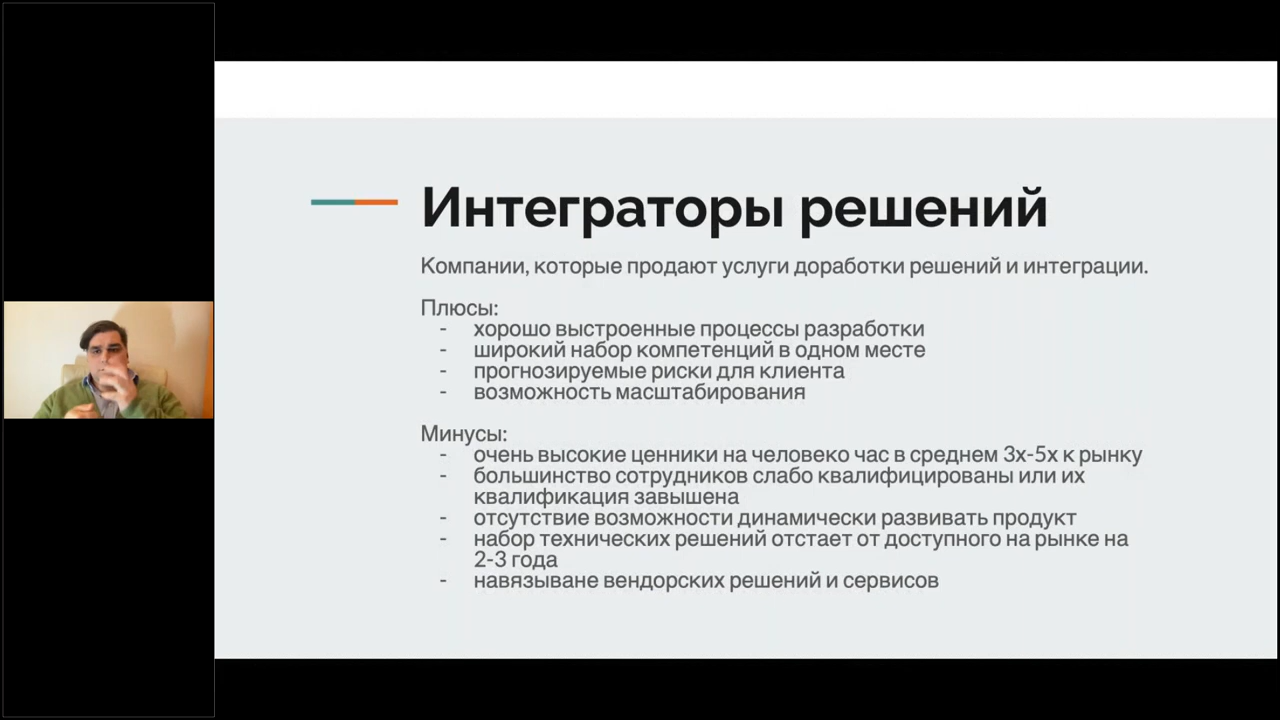 Интеграторы решений
Компании, которые продают услуги доработки решений и интеграции.
Плюсы:
- хорошо выстроенные процессы разработки
- широкий набор компетенций в одном месте
- прогнозируемые риски для клиента
- возможность масштабирования
Минусы:
- очень высокие ценники на человеко час в среднем 3x-5x к рынку
- большинство сотрудников слабо квалифицированы или их
квалификация завышена
- отсутствие возможности динамически развивать продукт
- набор технических решений отстает от доступного на рынке на
2-3 года
- навязыване вендорских решений и сервисов